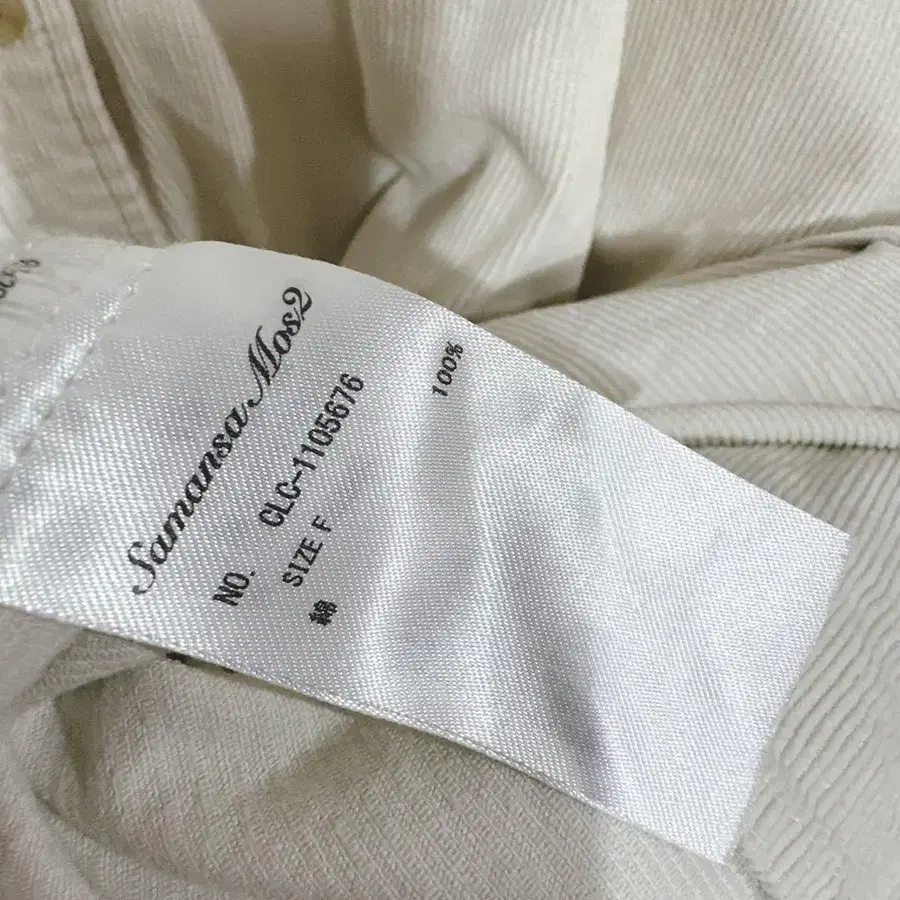 Samansa Mos2
NO. CLC-1105676
SIZE F
綿 100%